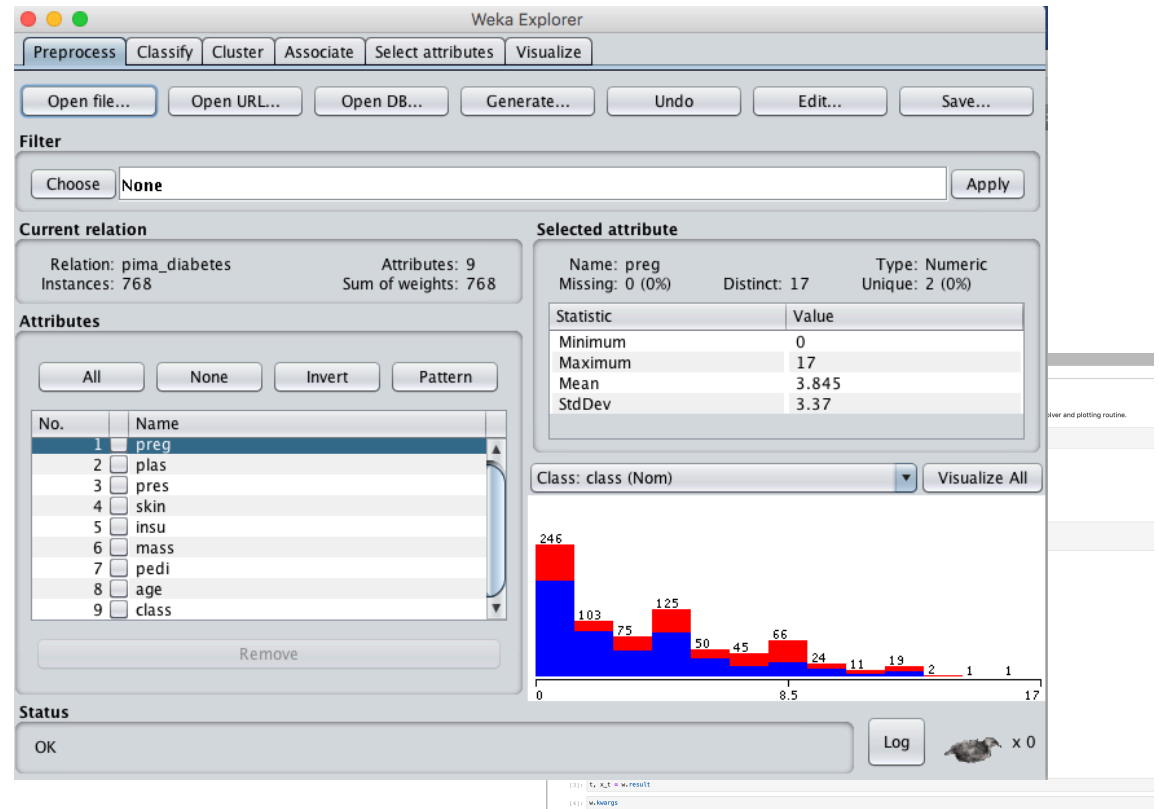 Weka Explorer
Preprocess Classify Cluster Associate Select attributes Visualize
Open file... Open URL... Open DB... Generate... Undo Edit... Save...
Filter
Choose None Apply
Current relation
Relation: pima_diabetes Attributes: 9
Instances: 768 Sum of weights: 768
Attributes
All None Invert Pattern
No. Name
1 preg
2 plas
3 pres
4 skin
5 insu
6 mass
7 pedi
8 age
9 class
Remove
Selected attribute
Name: preg Type: Numeric
Missing: 0 (0%) Distinct: 17 Unique: 2 (0%)
Statistic Value
Minimum 0
Maximum 17
Mean 3.845
StdDev 3.37
Class: class (Nom) Visualize All
246 103 75 125 50 45 66 24 11 19 2 1 1
0 8.5 17
Status
OK
Log x 0
and plotting routine.
[3]: t, x_t = w.result
[4]: w.kwargs